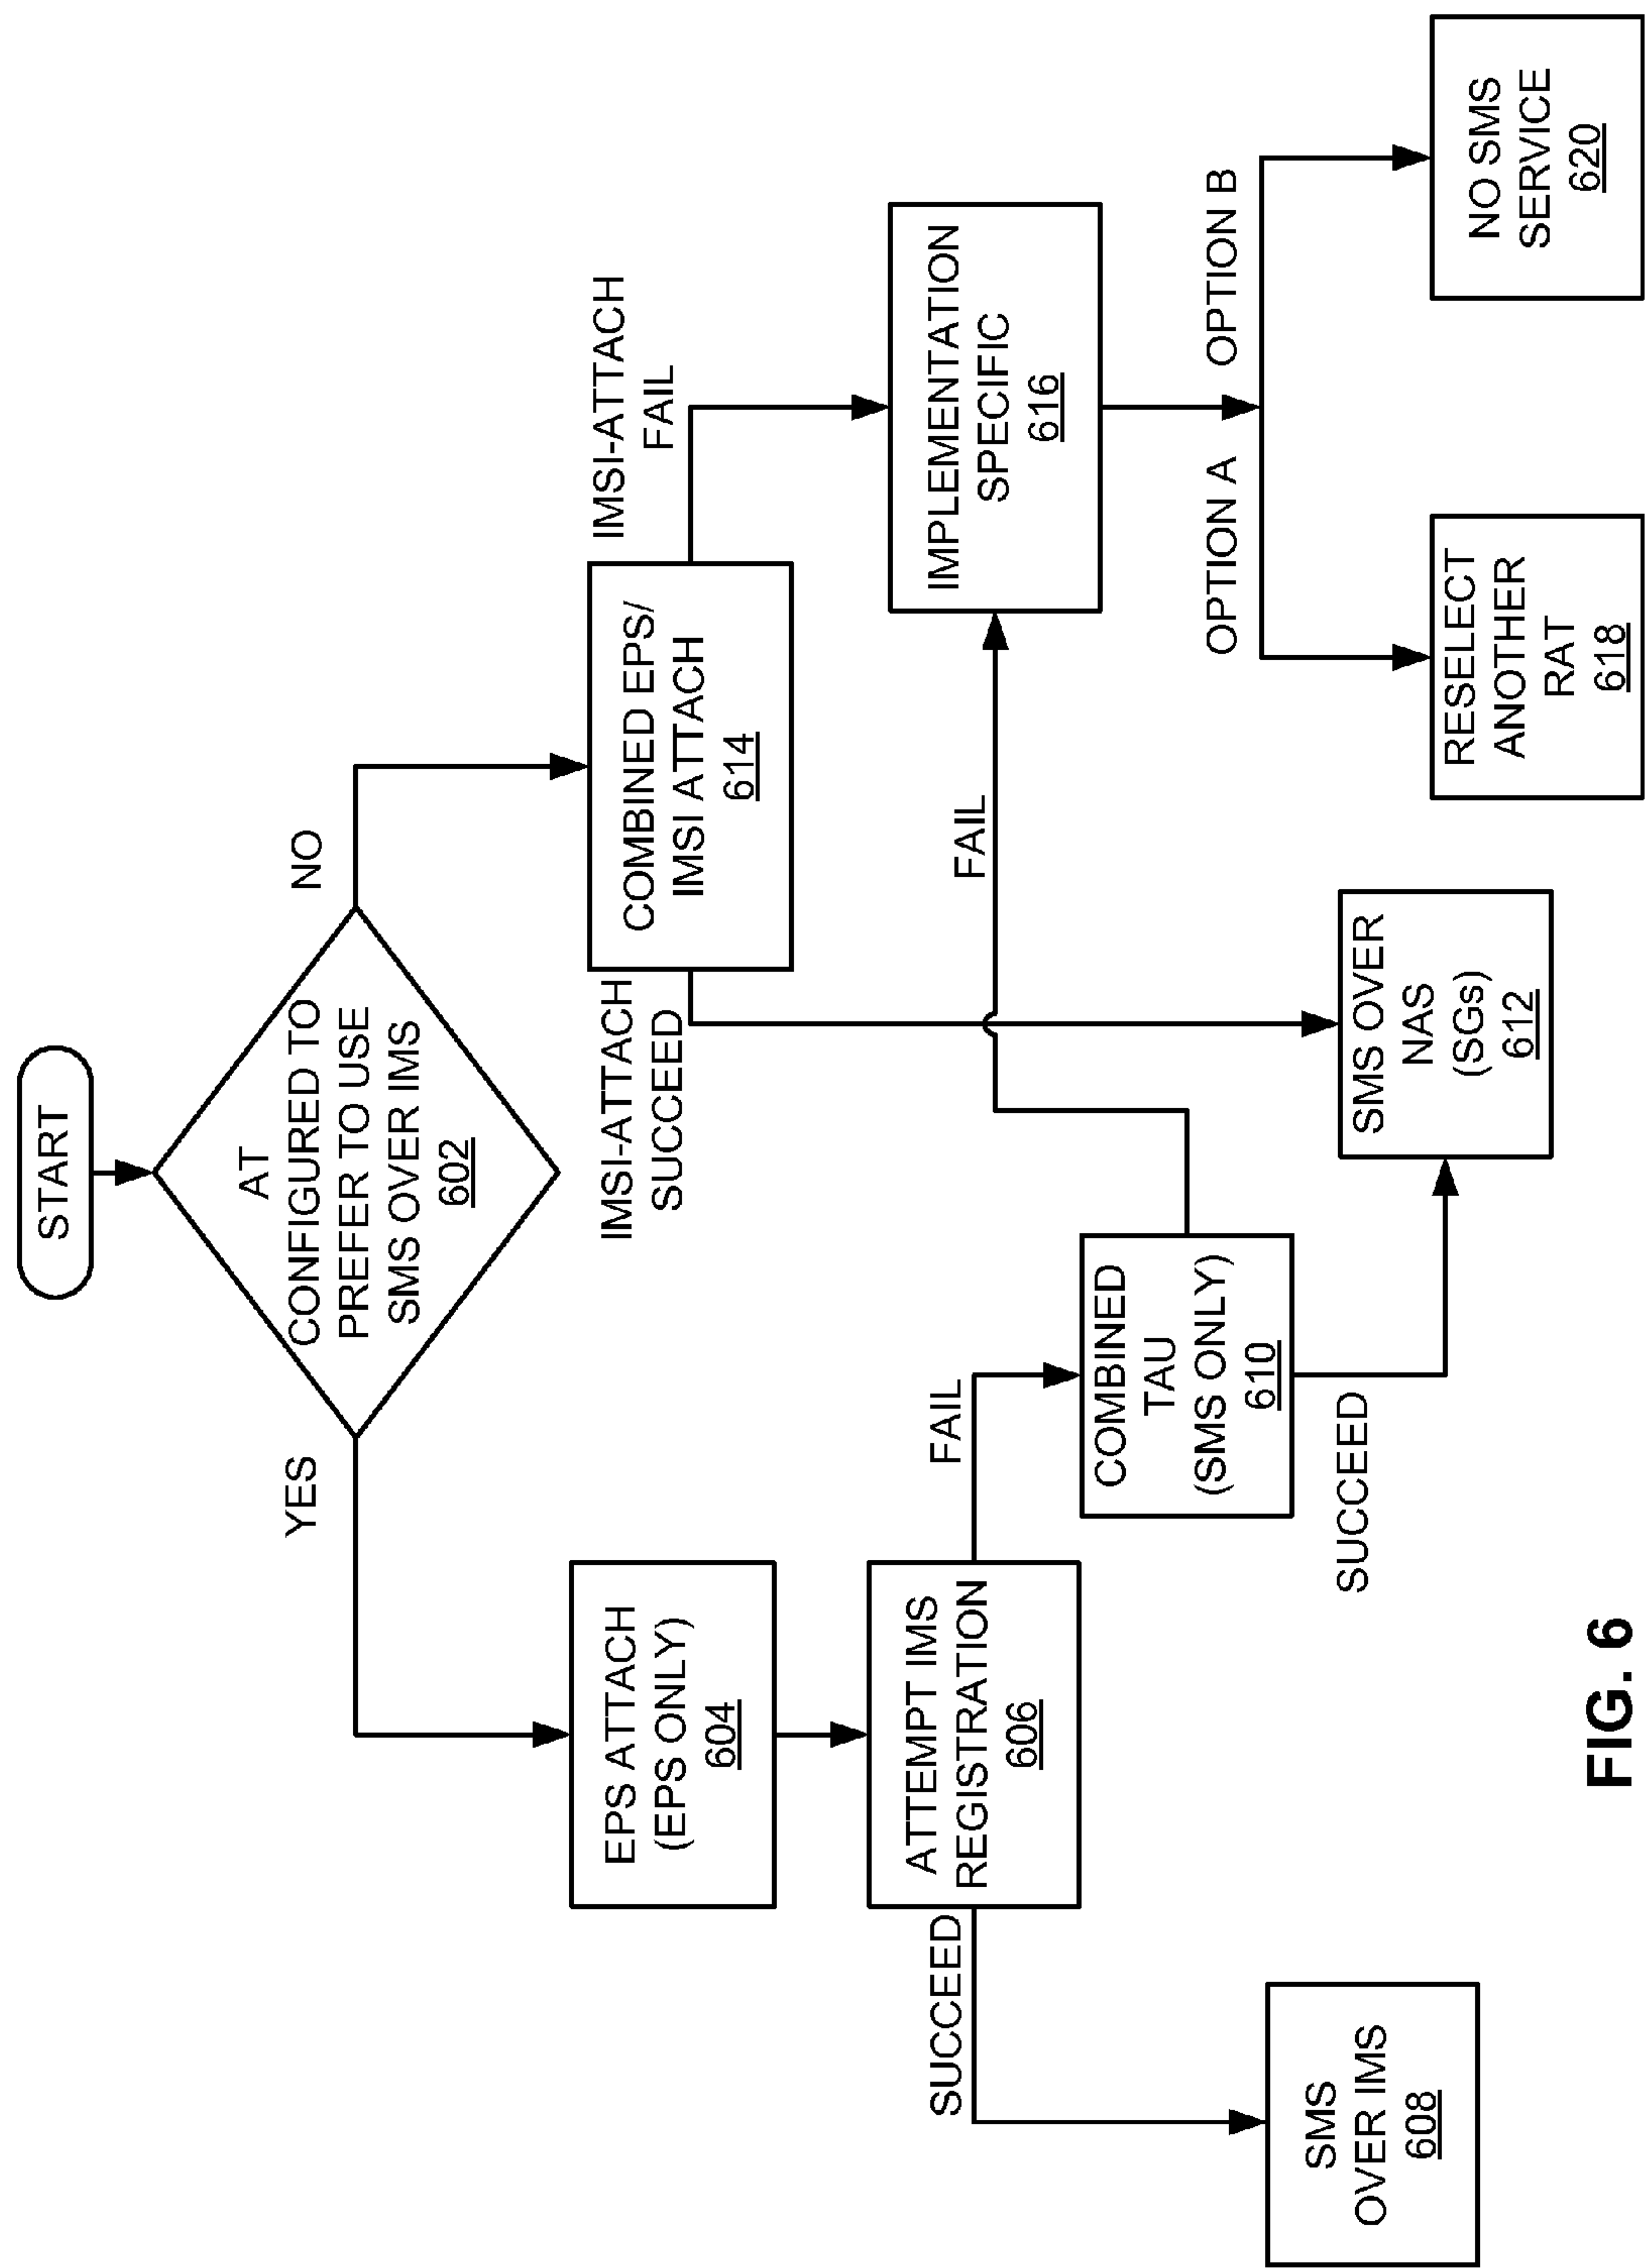 START
AT
CONFIGURED TO
PREFER TO USE
SMS OVER IMS
602
YES
NO
EPS ATTACH
(EPS ONLY)
604
COMBINED EPS/
IMSI ATTACH
614
IMSI-ATTACH
SUCCEED
IMSI-ATTACH
FAIL
ATTEMPT IMS
REGISTRATION
606
SUCCEED
FAIL
FAIL
IMPLEMENTATION
SPECIFIC
616
COMBINED
TAU
(SMS ONLY)
610
SUCCEED
OPTION A
OPTION B
SMS
OVER IMS
608
SMS OVER
NAS
(SGs)
612
RESELECT
ANOTHER
RAT
618
NO SMS
SERVICE
620
FIG. 6